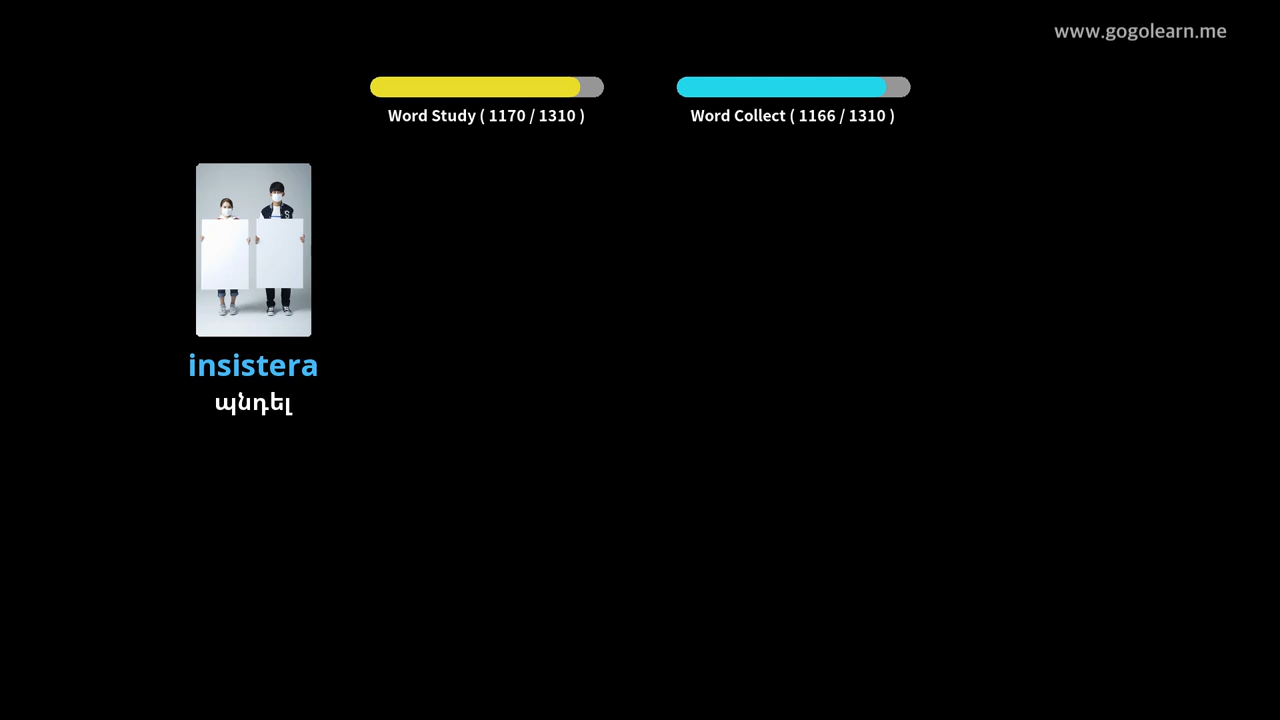 www.gogolearn.me
Word Study ( 1170 / 1310 )
Word Collect ( 1166 / 1310 )
insistera
պնդել